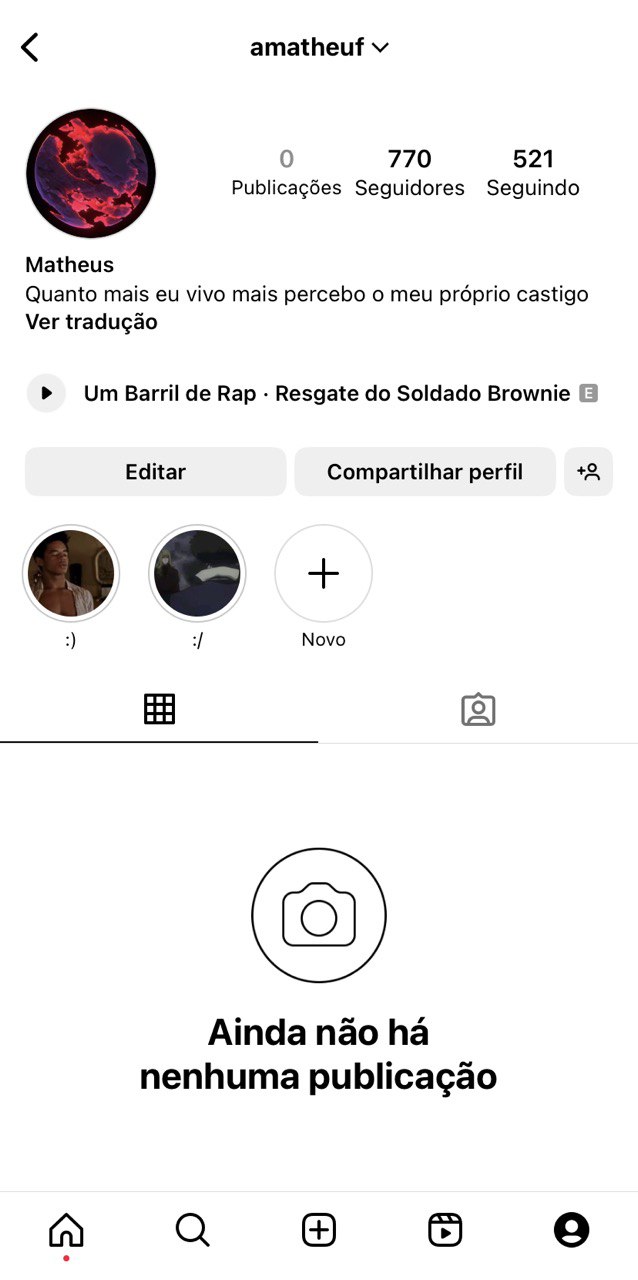 amatheuf
0
770
521
Publicações
Seguidores
Seguindo
Matheus
Quanto mais eu vivo mais percebo o meu próprio castigo
Ver tradução
Um Barril de Rap · Resgate do Soldado Brownie E
Editar
Compartilhar perfil
:)
:/
Novo
Ainda não há
nenhuma publicação